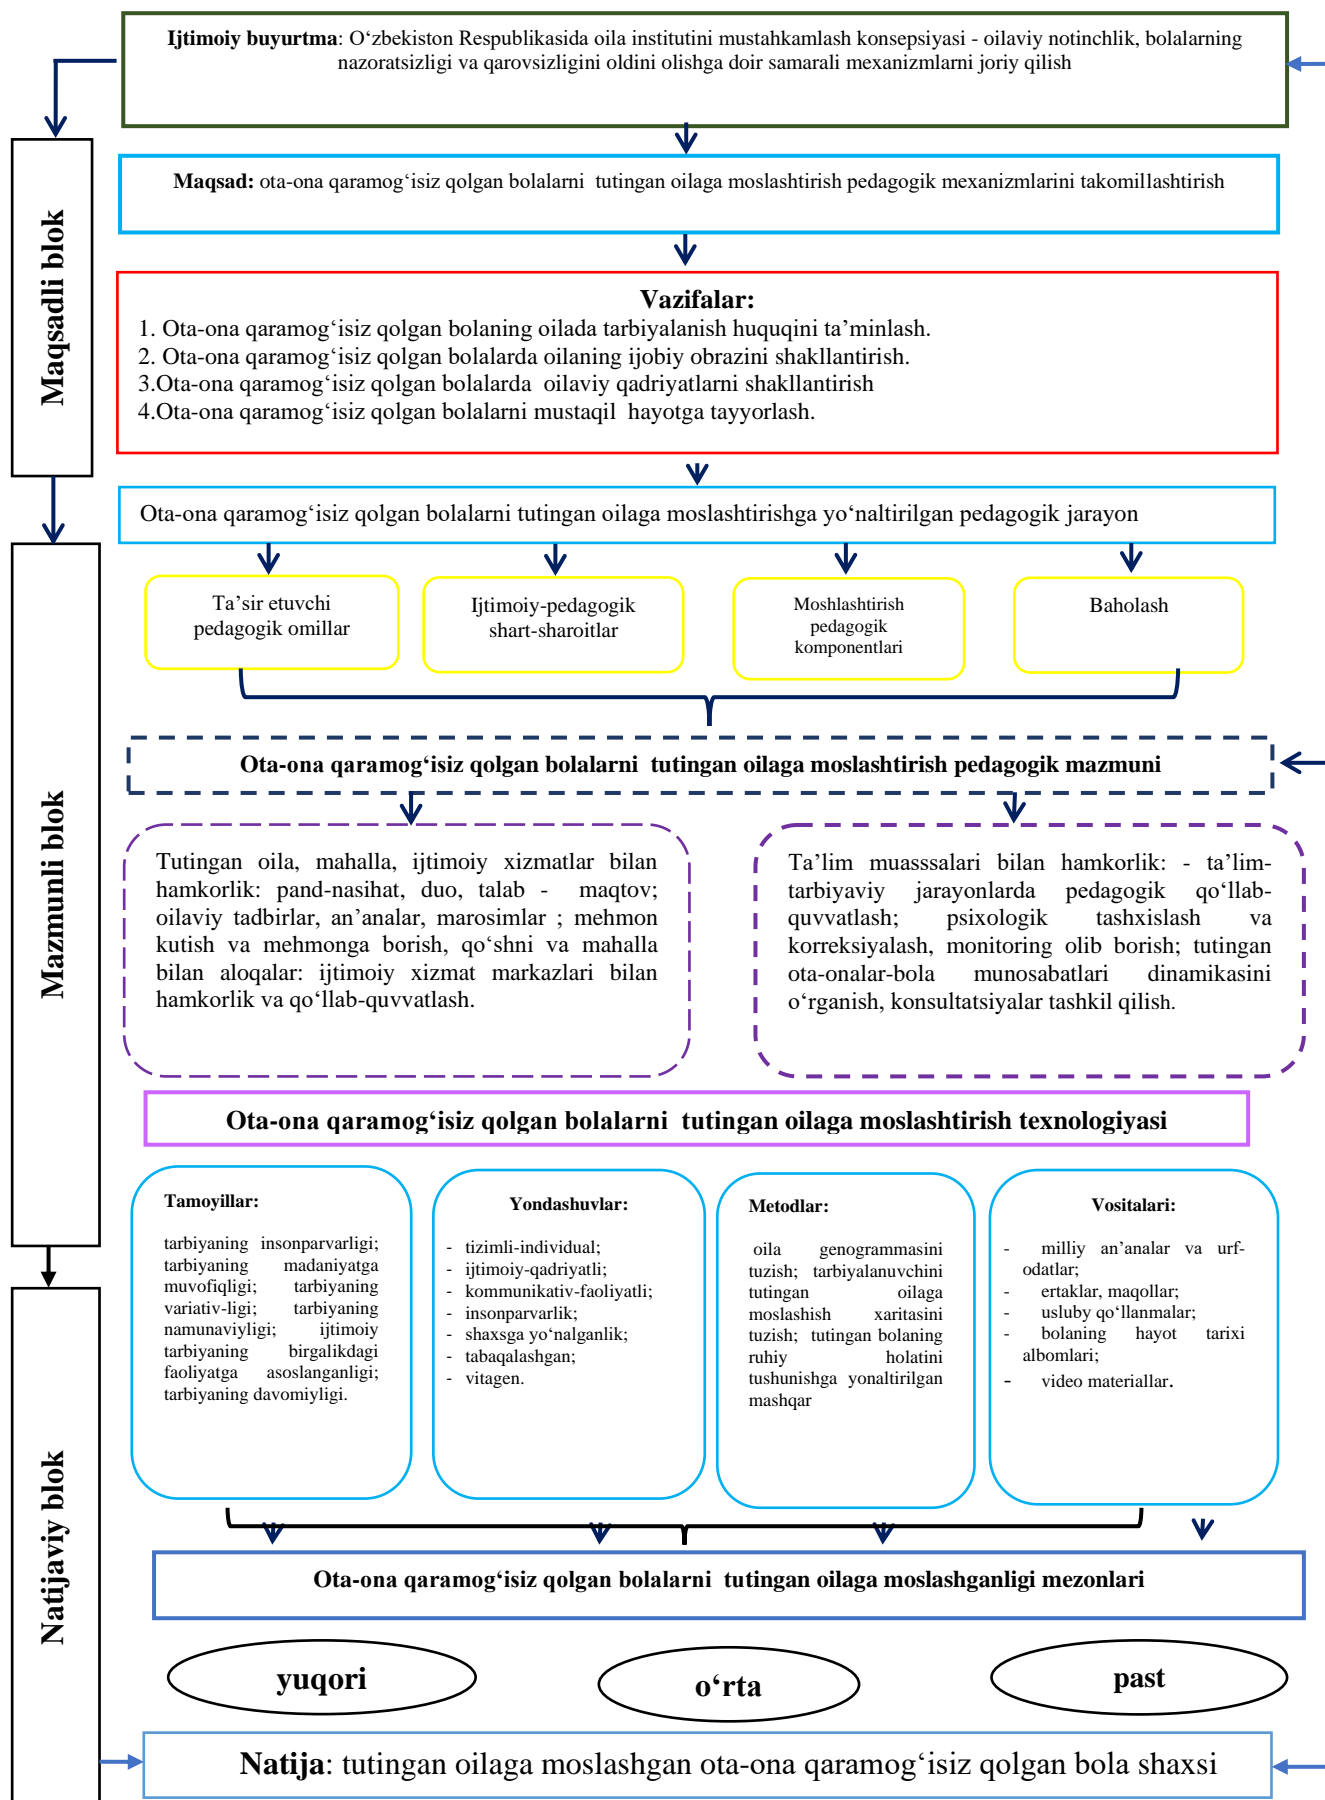 Ijtimoiy buyurtma: O‘zbekiston Respublikasida oila institutini mustahkamlash konsepsiyasi - oilaviy notinchlik, bolalarning
nazoratsizligi va qarovsizligini oldini olishga doir samarali mexanizmlarni joriy qilish
Maqsadli blok
Maqsad: ota-ona qaramog‘isiz qolgan bolalarni tutingan oilaga moslashtirish pedagogik mexanizmlarini takomillashtirish
Vazifalar:
1. Ota-ona qaramog‘isiz qolgan bolaning oilada tarbiyalanish huquqini ta’minlash.
2. Ota-ona qaramog‘isiz qolgan bolalarda oilaning ijobiy obrazini shakllantirish.
3.Ota-ona qaramog‘isiz qolgan bolalarda oilaviy qadriyatlarni shakllantirish
4.Ota-ona qaramog‘isiz qolgan bolalarni mustaqil hayotga tayyorlash.
Mazmunli blok
Ota-ona qaramog‘isiz qolgan bolalarni tutingan oilaga moslashtirishga yo‘naltirilgan pedagogik jarayon
Ta’sir etuvchi
pedagogik omillar
Ijtimoiy-pedagogik
shart-sharoitlar
Moshlashtirish
pedagogik
komponentlari
Baholash
Ota-ona qaramog‘isiz qolgan bolalarni tutingan oilaga moslashtirish pedagogik mazmuni
Tutingan oila, mahalla, ijtimoiy xizmatlar bilan
hamkorlik: pand-nasihat, duo, talab - maqtov;
oilaviy tadbirlar, an’analar, marosimlar ; mehmon
kutish va mehmonga borish, qo‘shni va mahalla
bilan aloqalar: ijtimoiy xizmat markazlari bilan
hamkorlik va qo‘llab-quvvatlash.
Ta’lim muasssalari bilan hamkorlik: - ta’lim-
tarbiyaviy jarayonlarda pedagogik qo‘llab-
quvvatlash; psixologik tashxislash va
korreksiyalash, monitoring olib borish; tutingan
ota-onalar-bola munosabatlari dinamikasini
o‘rganish, konsultatsiyalar tashkil qilish.
Ota-ona qaramog‘isiz qolgan bolalarni tutingan oilaga moslashtirish texnologiyasi
Tamoyillar:
tarbiyaning insonparvarligi;
tarbiyaning madaniyatga
muvofiqligi; tarbiyaning
variativ-ligi; tarbiyaning
namunaviyligi; ijtimoiy
tarbiyaning birgalikdagi
faoliyatga asoslanganligi;
tarbiyaning davomiyligi.
Yondashuvlar:
- tizimli-individual;
- ijtimoiy-qadriyatli;
- kommunikativ-faoliyatli;
- insonparvarlik;
- shaxsga yo‘nalganlik;
- tabaqalashgan;
- vitagen.
Metodlar:
oila genogrammasini
tuzish; tarbiyalanuvchini
tutingan oilaga
moslashish xaritasini
tuzish; tutingan bolaning
ruhiy holatini
tushunishga yonaltirilgan
mashqar
Vositalari:
- milliy an’analar va urf-
odatlar;
- ertaklar, maqollar;
- usluby qo‘llanmalar;
- bolaning hayot tarixi
albomlari;
- video materiallar.
Natijaviy blok
Ota-ona qaramog‘isiz qolgan bolalarni tutingan oilaga moslashganligi mezonlari
yuqori
o‘rta
past
Natija: tutingan oilaga moslashgan ota-ona qaramog‘isiz qolgan bola shaxsi